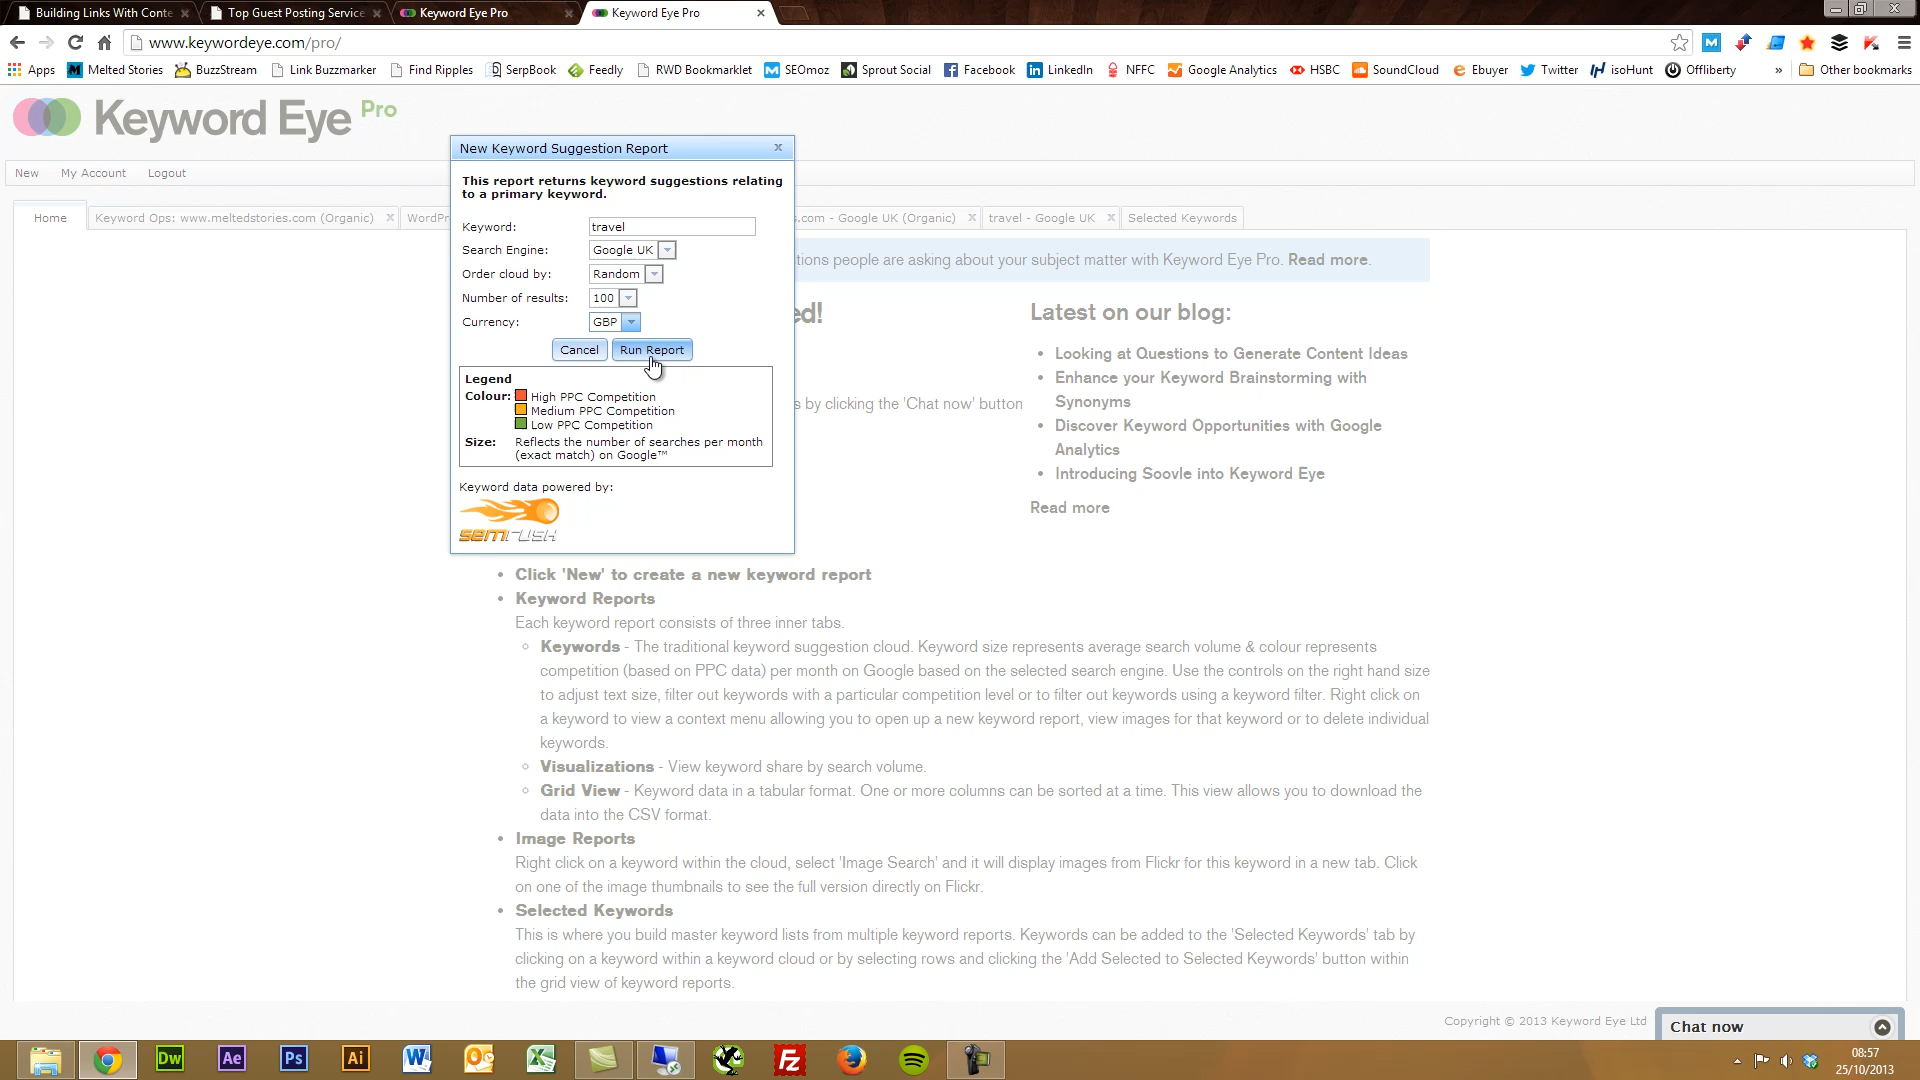 Building Links With Conte
Top Guest Posting Service
Keyword Eye Pro
Keyword Eye Pro
www.keywordeye.com/pro/
Apps
Melted Stories
BuzzStream
Link Buzzmarker
Find Ripples
SerpBook
Feedly
RWD Bookmarklet
SEOmoz
Sprout Social
Facebook
LinkedIn
NFFC
Google Analytics
HSBC
SoundCloud
Ebuyer
Twitter
isoHunt
Offliberty
»
Other bookmarks
Keyword Eye Pro
New
My Account
Logout
Home
Keyword Ops: www.meltedstories.com (Organic)
WordPr
s.com - Google UK (Organic)
travel - Google UK
Selected Keywords
New Keyword Suggestion Report
This report returns keyword suggestions relating
to a primary keyword.
Keyword:
travel
Search Engine:
Google UK
Order cloud by:
Random
Number of results:
100
Currency:
GBP
Cancel
Run Report
Legend
Colour:
High PPC Competition
Medium PPC Competition
Low PPC Competition
Size:
Reflects the number of searches per month
(exact match) on Google™
Keyword data powered by:
semrush
tions people are asking about your subject matter with Keyword Eye Pro. Read more.
ed!
s by clicking the 'Chat now' button
Latest on our blog:
• Looking at Questions to Generate Content Ideas
• Enhance your Keyword Brainstorming with
Synonyms
• Discover Keyword Opportunities with Google
Analytics
• Introducing Soovle into Keyword Eye
Read more
• Click 'New' to create a new keyword report
• Keyword Reports
Each keyword report consists of three inner tabs.
Keywords - The traditional keyword suggestion cloud. Keyword size represents average search volume & colour represents
competition (based on PPC data) per month on Google based on the selected search engine. Use the controls on the right hand size
to adjust text size, filter out keywords with a particular competition level or to filter out keywords using a keyword filter. Right click on
a keyword to view a context menu allowing you to open up a new keyword report, view images for that keyword or to delete individual
keywords.
Visualizations - View keyword share by search volume.
Grid View - Keyword data in a tabular format. One or more columns can be sorted at a time. This view allows you to download the
data into the CSV format.
• Image Reports
Right click on a keyword within the cloud, select 'Image Search' and it will display images from Flickr for this keyword in a new tab. Click
on one of the image thumbnails to see the full version directly on Flickr.
• Selected Keywords
This is where you build master keyword lists from multiple keyword reports. Keywords can be added to the 'Selected Keywords' tab by
clicking on a keyword within a keyword cloud or by selecting rows and clicking the 'Add Selected to Selected Keywords' button within
the grid view of keyword reports.
Copyright © 2013 Keyword Eye Ltd
Chat now
Dw
Ae
Ps
Ai
W
Fz
08:57
25/10/2013